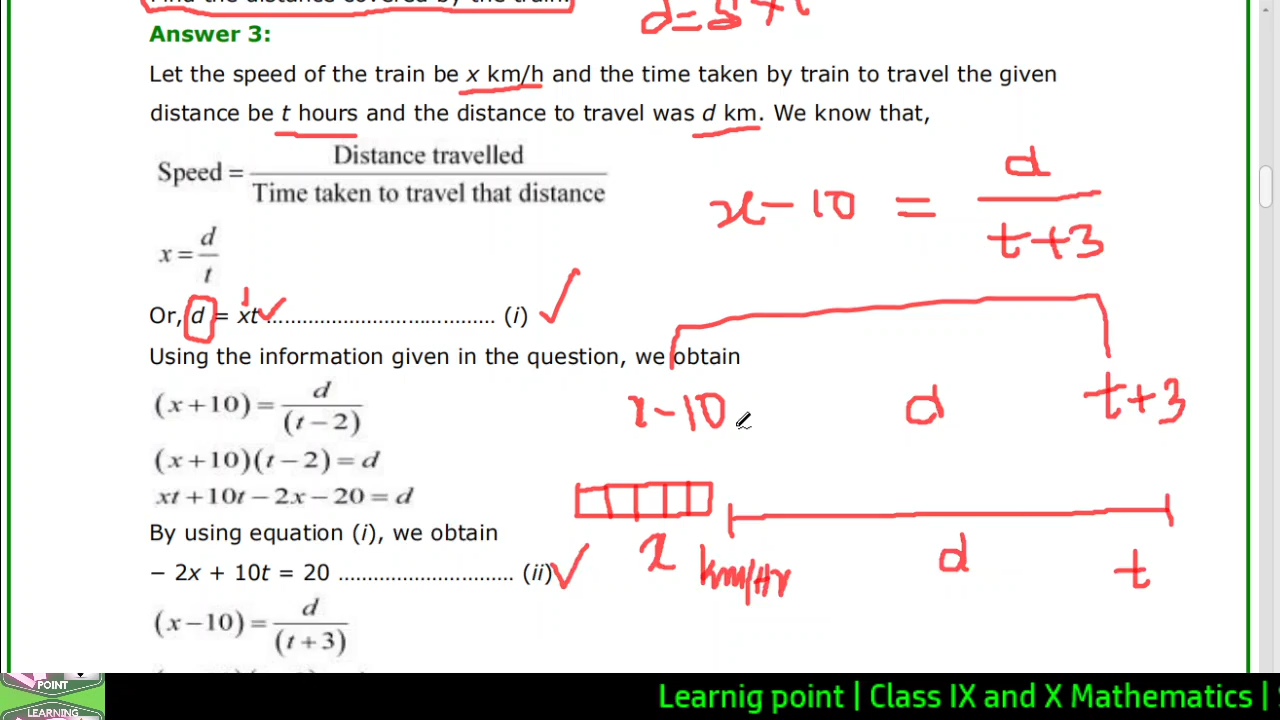 Find the distance covered by the train.
d = s × t
Answer 3:
Let the speed of the train be x km/h and the time taken by train to travel the given
distance be t hours and the distance to travel was d km. We know that,
Speed = Distance travelled / Time taken to travel that distance
x - 10 = d / t + 3
x = d / t
Or, d = xt ........................................ (i)
Using the information given in the question, we obtain
(x + 10) = d / (t − 2)
x - 10 d t + 3
(x + 10)(t − 2) = d
xt + 10t − 2x − 20 = d
By using equation (i), we obtain
x km/Hr d t
− 2x + 10t = 20 .............................. (ii)
(x − 10) = d / (t + 3)
POINT
LEARNING
Learnig point | Class IX and X Mathematics |